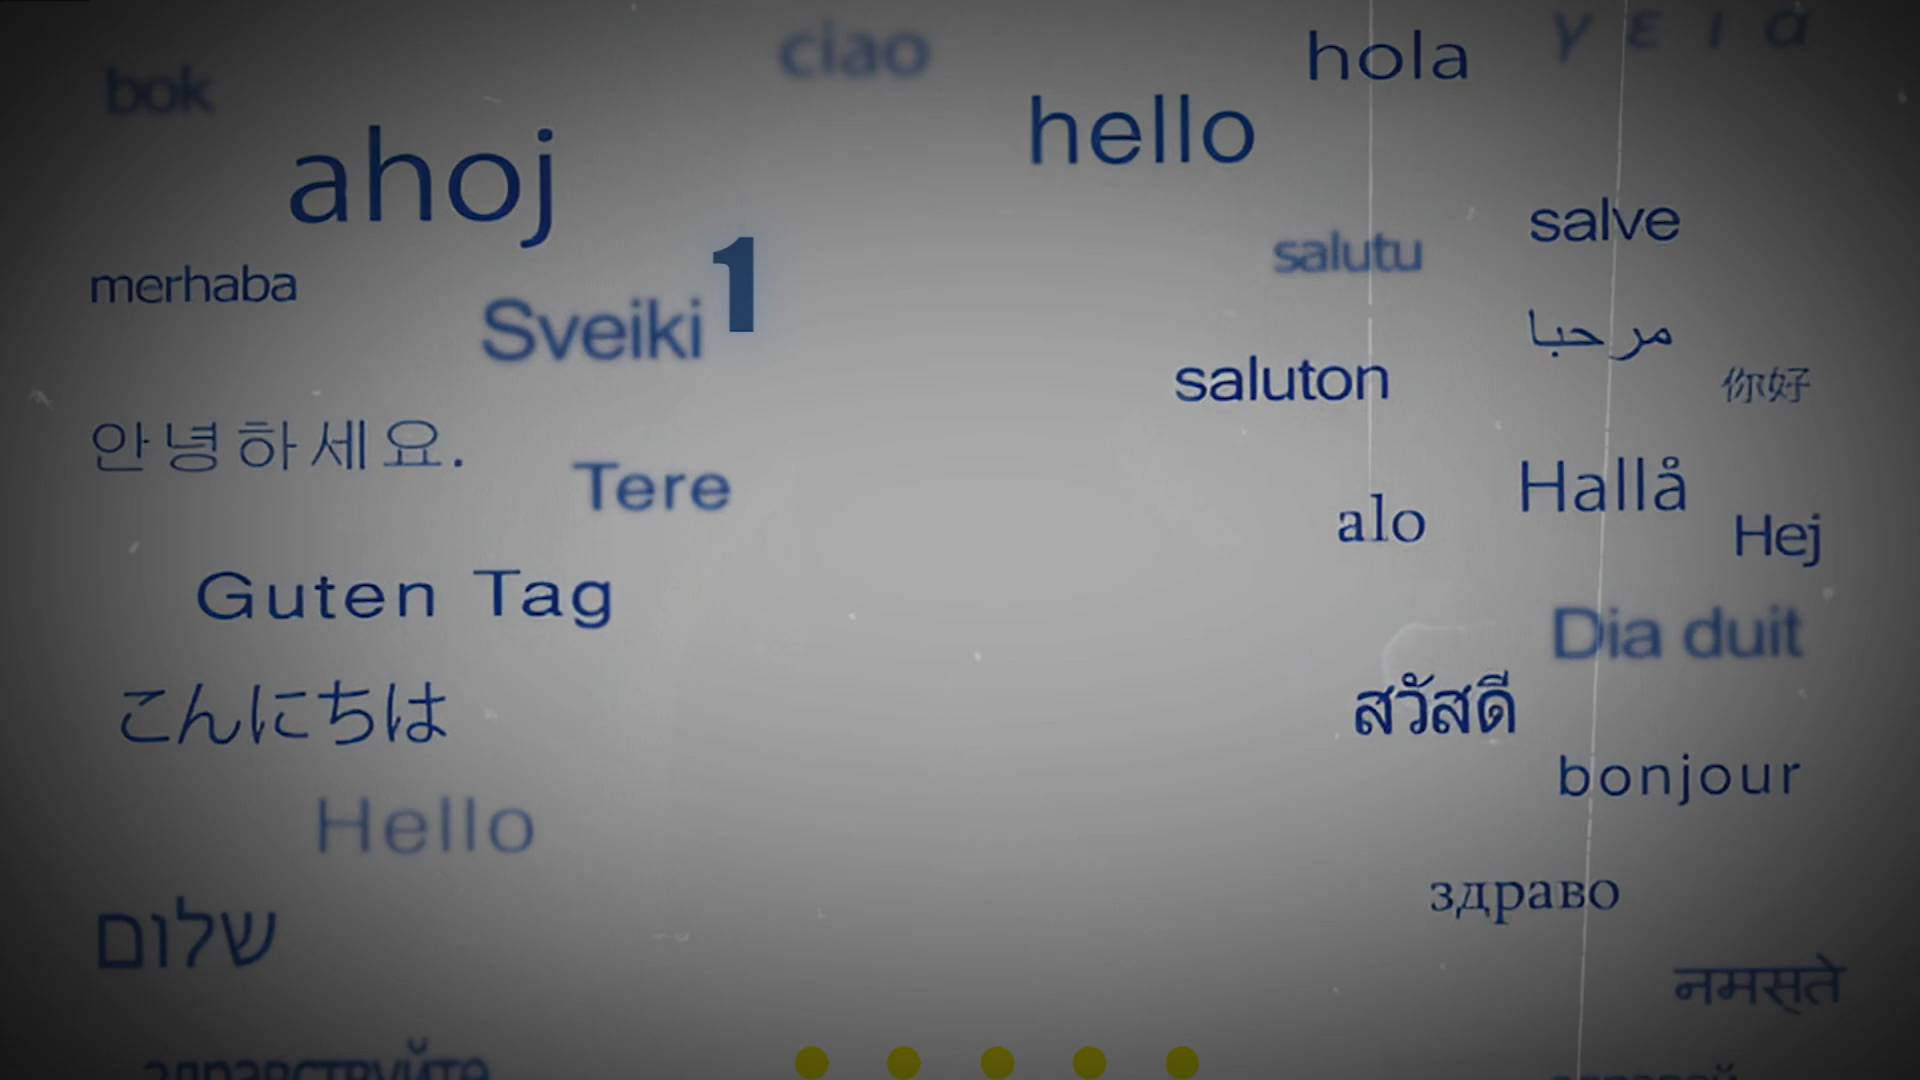 γειά
ciao
hola
bok
hello
ahoj
salve
salutu
merhaba
1
Sveiki
مرحبا
saluton
你好
안녕하세요.
Tere
Hallå
alo
Hej
Guten Tag
Dia duit
こんにちは
สวัสดี
bonjour
Hello
здраво
שלום
नमस्ते
здравствуйте